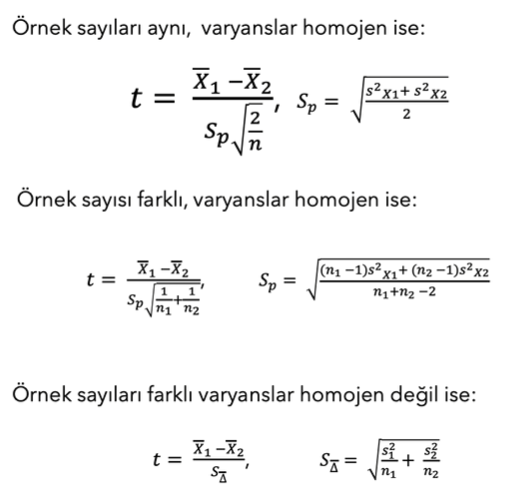 Örnek sayıları aynı, varyanslar homojen ise:
t = (X̅₁ −X̅₂) / (Sₚ√(2/n)), Sₚ = √((s²x₁+ s²x₂) / 2)
Örnek sayısı farklı, varyanslar homojen ise:
t = (X̅₁ −X̅₂) / (Sₚ√(1/n₁+1/n₂)), Sₚ = √(((n₁ −1)s²x₁+ (n₂ −1)s²x₂) / (n₁+n₂ −2))
Örnek sayıları farklı varyanslar homojen değil ise:
t = (X̅₁ −X̅₂) / S_Δ̅, S_Δ̅ = √(s₁²/n₁ + s₂²/n₂)